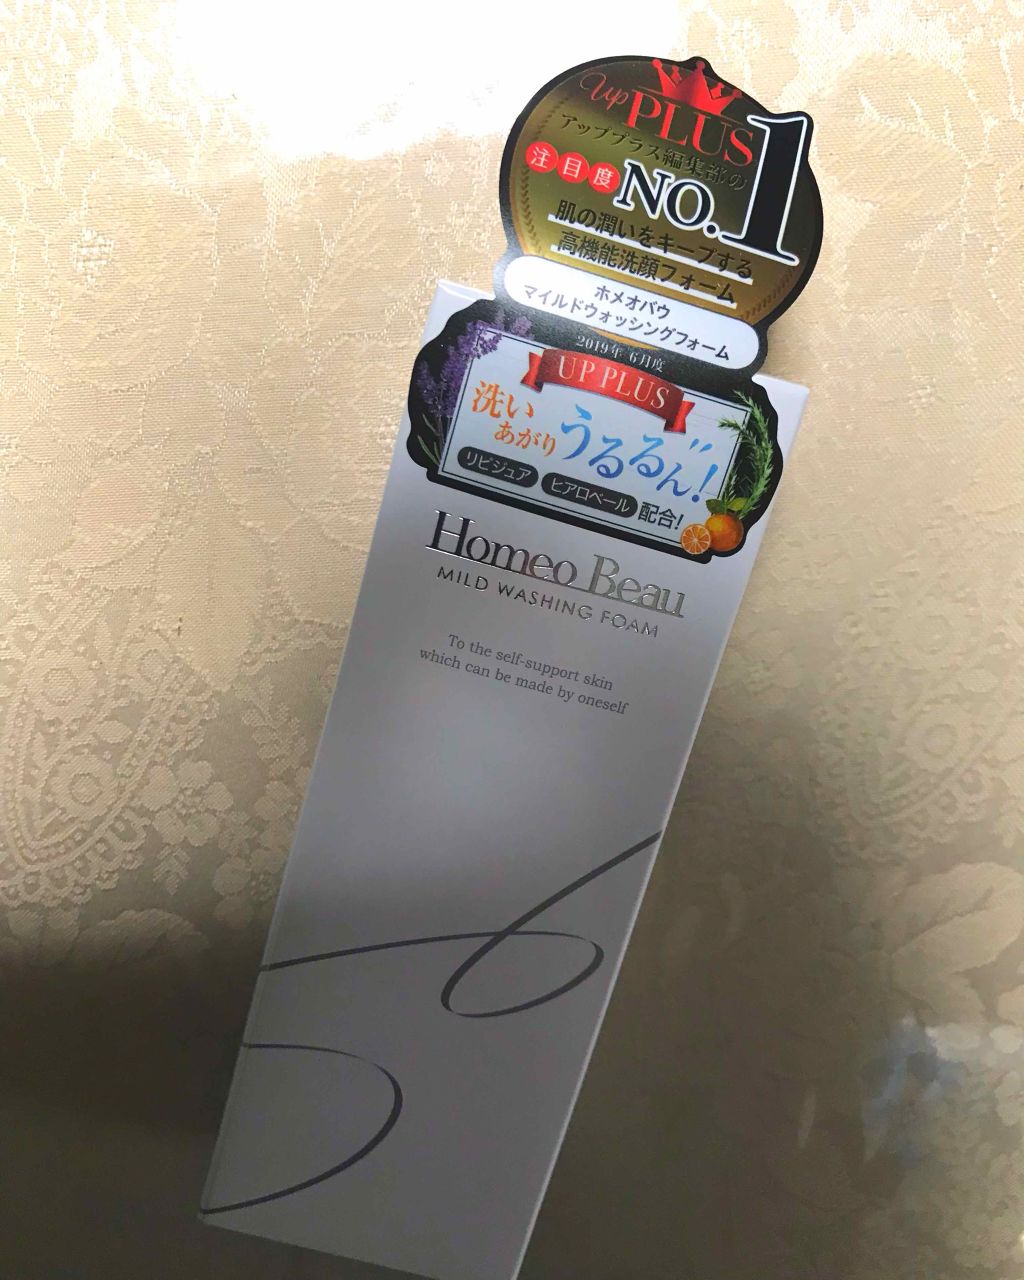 Up PLUS
アッププラス編集部の
注目度 NO.1
肌の潤いをキープする
高機能洗顔フォーム
ホメオバウ
マイルドウォッシングフォーム
2019年 6月度
UP PLUS
洗い
あがり
うるるん!
リピジュア ヒアロベール 配合!
Homeo Beau
MILD WASHING FOAM
To the self-support skin
which can be made by oneself